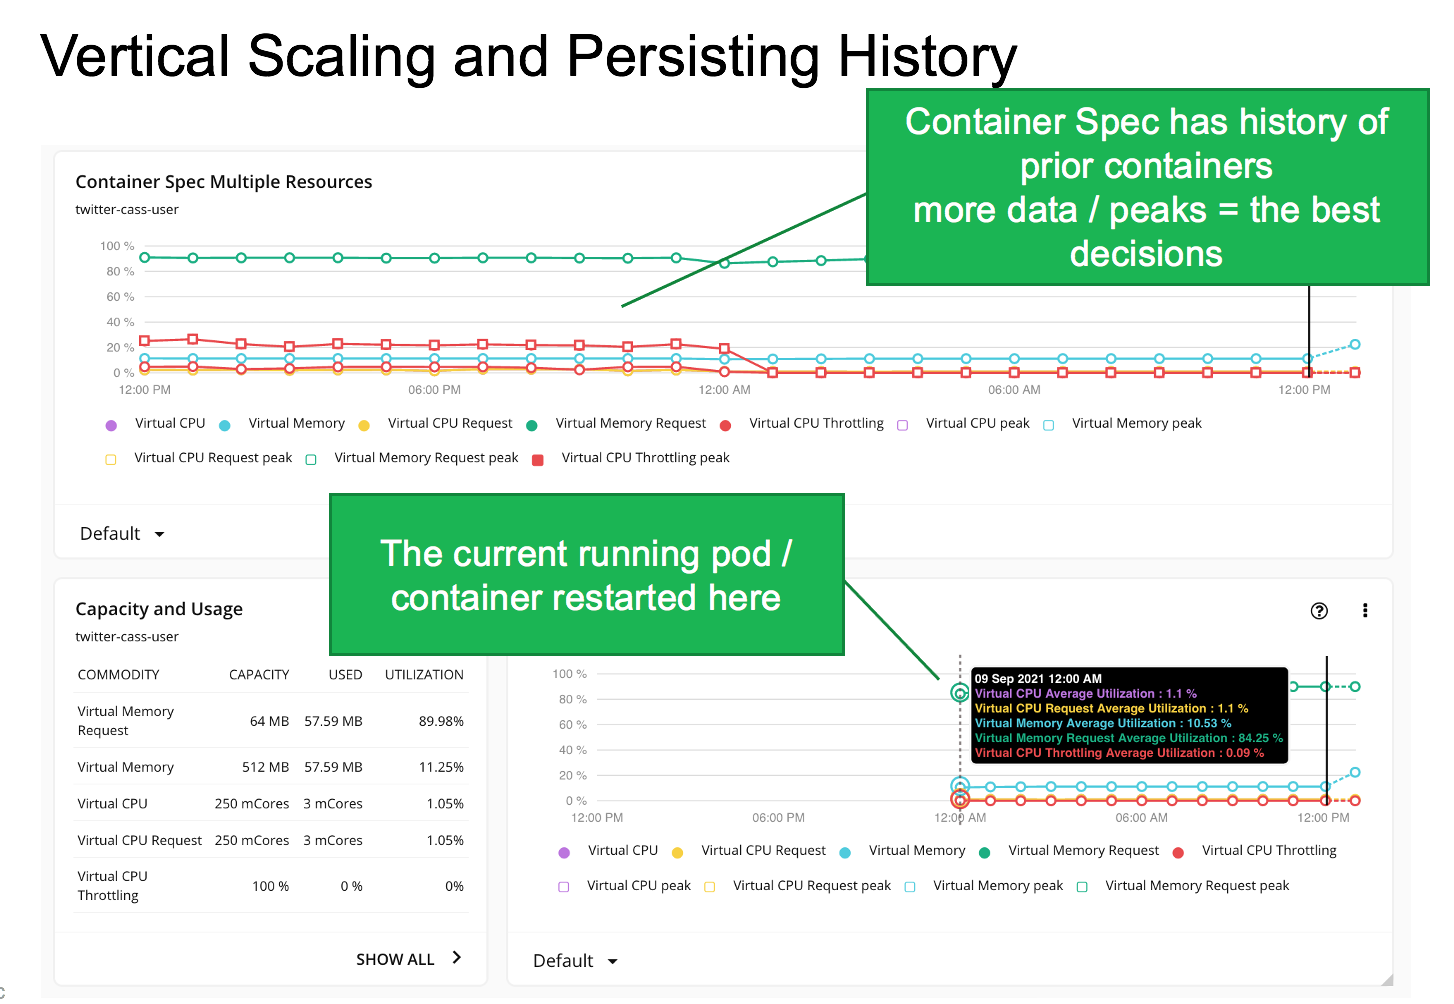 Vertical Scaling and Persisting History
Container Spec has history of
prior containers
more data / peaks = the best
decisions
Container Spec Multiple Resources
twitter-cass-user
100 %
80 %
60 %
40 %
20 %
0 %
12:00 PM 06:00 PM 12:00 AM 06:00 AM 12:00 PM
Virtual CPU Virtual Memory Virtual CPU Request Virtual Memory Request Virtual CPU Throttling Virtual CPU peak Virtual Memory peak
Virtual CPU Request peak Virtual Memory Request peak Virtual CPU Throttling peak
Default
The current running pod /
container restarted here
Capacity and Usage
twitter-cass-user
COMMODITY CAPACITY USED UTILIZATION
Virtual Memory
Request 64 MB 57.59 MB 89.98%
Virtual Memory 512 MB 57.59 MB 11.25%
Virtual CPU 250 mCores 3 mCores 1.05%
Virtual CPU Request 250 mCores 3 mCores 1.05%
Virtual CPU
Throttling 100 % 0 % 0%
SHOW ALL
100 %
80 %
60 %
40 %
20 %
0 %
09 Sep 2021 12:00 AM
Virtual CPU Average Utilization : 1.1 %
Virtual CPU Request Average Utilization : 1.1 %
Virtual Memory Average Utilization : 10.53 %
Virtual Memory Request Average Utilization : 84.25 %
Virtual CPU Throttling Average Utilization : 0.09 %
12:00 PM 06:00 PM 12:00 AM 06:00 AM 12:00 PM
Virtual CPU Virtual CPU Request Virtual Memory Virtual Memory Request Virtual CPU Throttling
Virtual CPU peak Virtual CPU Request peak Virtual Memory peak Virtual Memory Request peak
Default